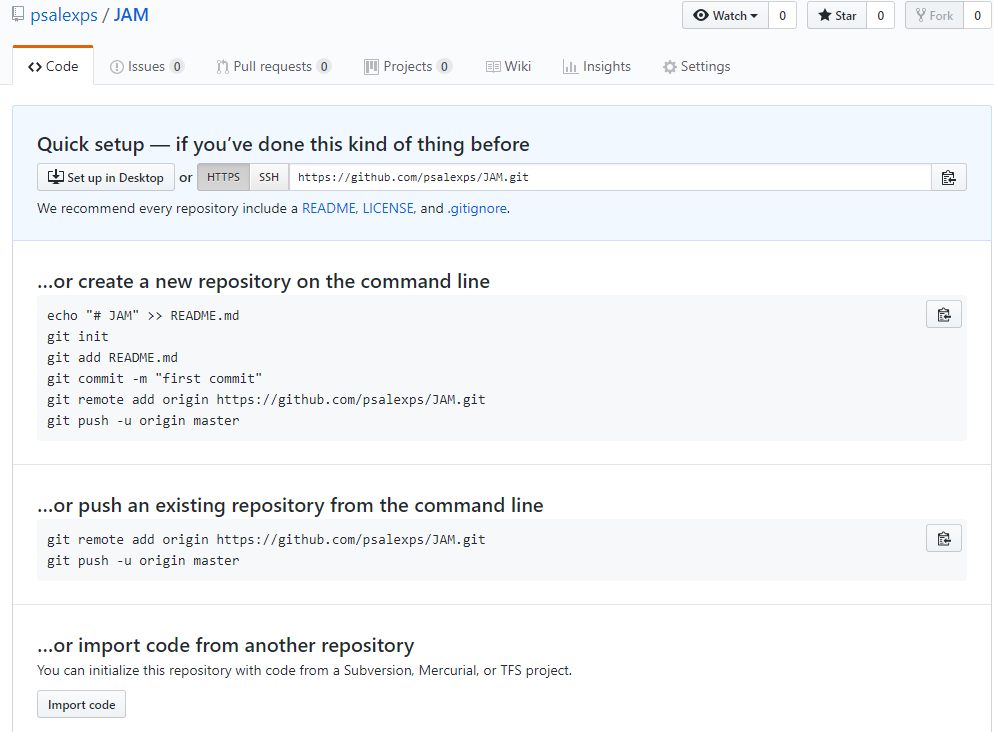 psalexps / JAM
Watch 0 Star 0 Fork 0
Code Issues 0 Pull requests 0 Projects 0 Wiki Insights Settings
Quick setup — if you’ve done this kind of thing before
Set up in Desktop or HTTPS SSH https://github.com/psalexps/JAM.git
We recommend every repository include a README, LICENSE, and .gitignore.
…or create a new repository on the command line
echo "# JAM" >> README.md
git init
git add README.md
git commit -m "first commit"
git remote add origin https://github.com/psalexps/JAM.git
git push -u origin master
…or push an existing repository from the command line
git remote add origin https://github.com/psalexps/JAM.git
git push -u origin master
…or import code from another repository
You can initialize this repository with code from a Subversion, Mercurial, or TFS project.
Import code